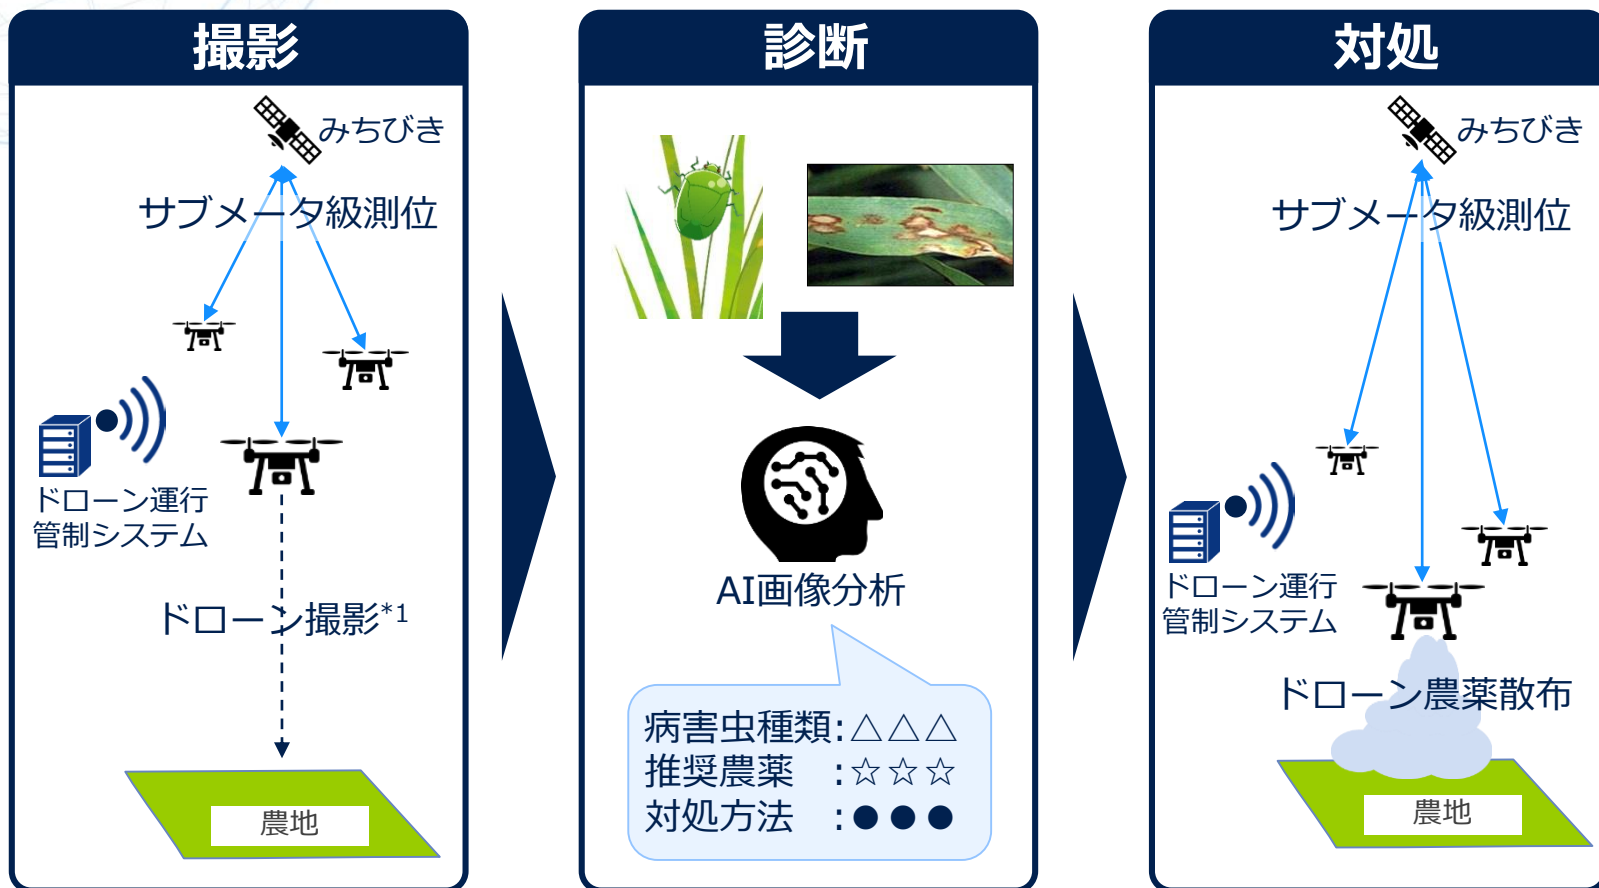 撮影
みちびき
サブメータ級測位
ドローン運行
管制システム
ドローン撮影*1
農地
診断
AI画像分析
病害虫種類:△△△
推奨農薬 :☆☆☆
対処方法 :●●●
対処
みちびき
サブメータ級測位
ドローン運行
管制システム
ドローン農薬散布
農地